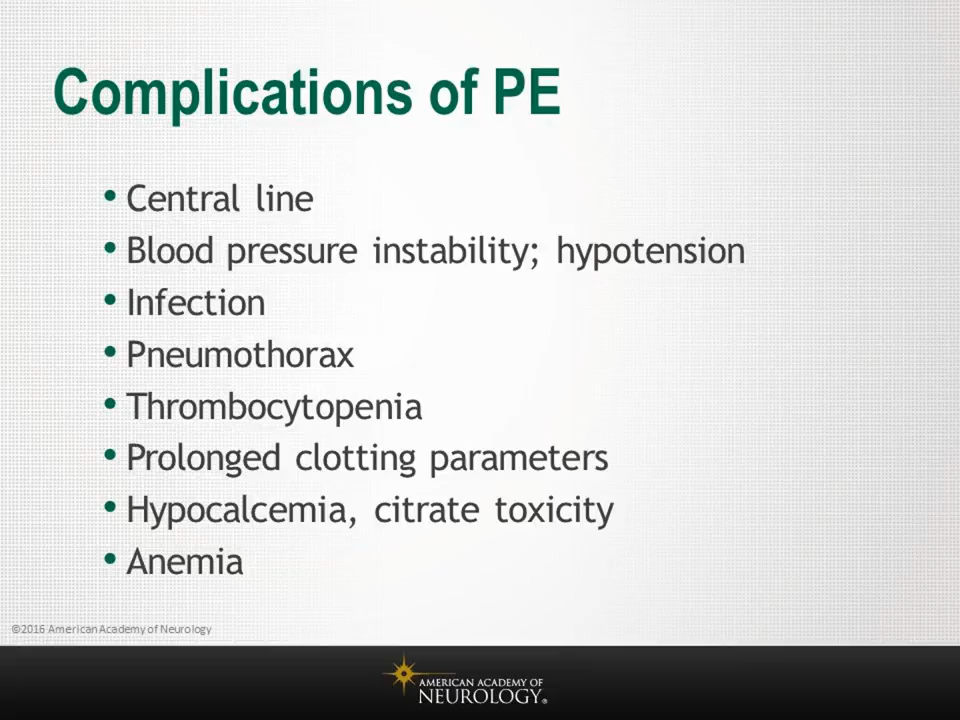 Complications of PE
• Central line
• Blood pressure instability; hypotension
• Infection
• Pneumothorax
• Thrombocytopenia
• Prolonged clotting parameters
• Hypocalcemia, citrate toxicity
• Anemia
©2016 American Academy of Neurology
AMERICAN ACADEMY OF
NEUROLOGY®